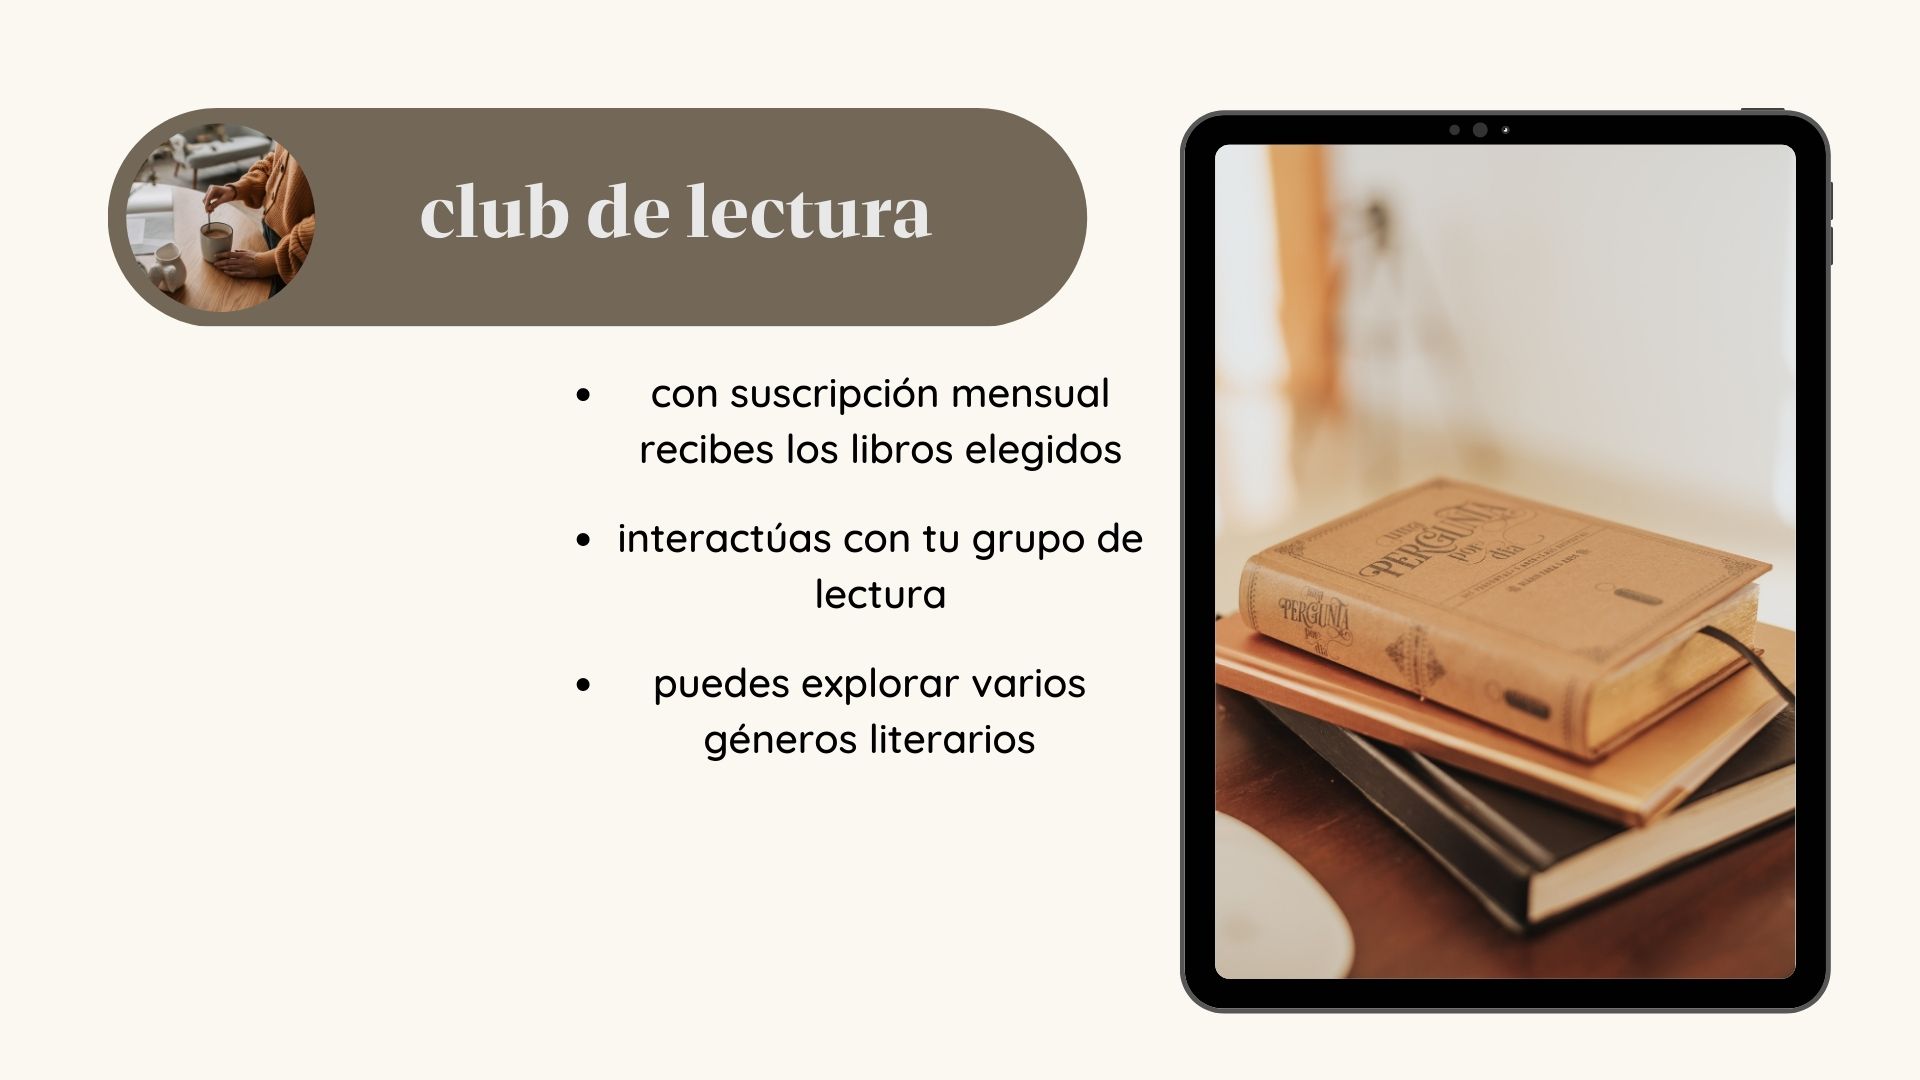 club de lectura
• con suscripción mensual
recibes los libros elegidos
• interactúas con tu grupo de
lectura
• puedes explorar varios
géneros literarios
uma
PERGUNTA
por
dia
uma
PERGUNTA
por
dia